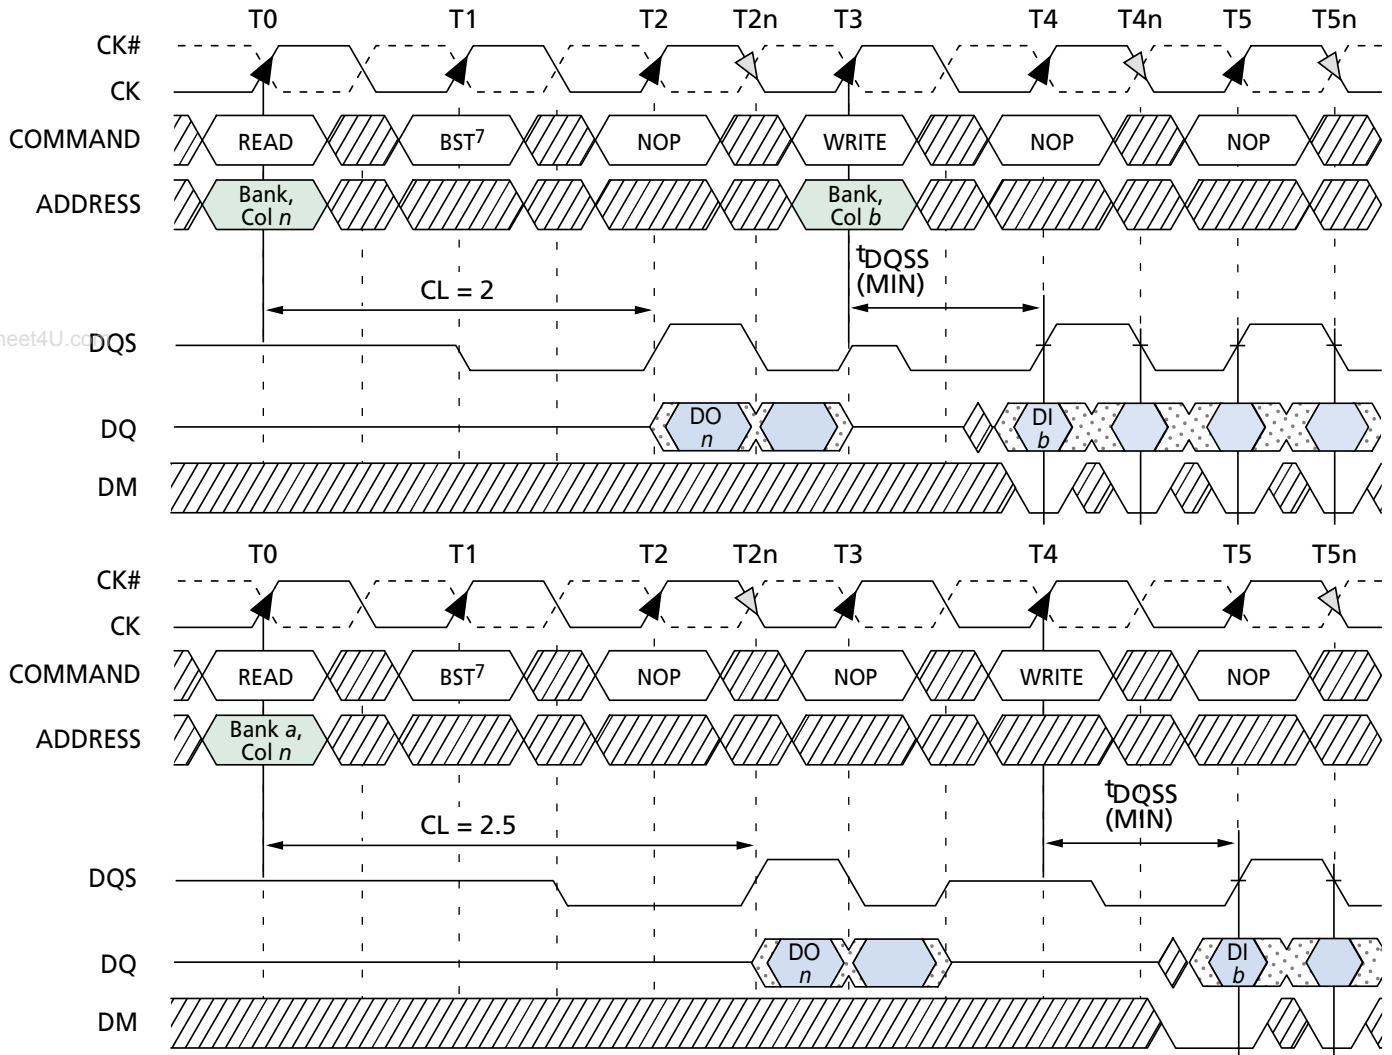 T0 T1 T2 T2n T3 T4 T4n T5 T5n
CK#
CK
COMMAND READ BST7 NOP WRITE NOP NOP
ADDRESS Bank, Col n Bank, Col b
tDQSS
(MIN)
CL = 2
neet4U.com
DQS
DQ DO n DI b
DM
T0 T1 T2 T2n T3 T4 T5 T5n
CK#
CK
COMMAND READ BST7 NOP NOP WRITE NOP
ADDRESS Bank a, Col n
tDQSS
(MIN)
CL = 2.5
DQS
DQ DO n DI b
DM